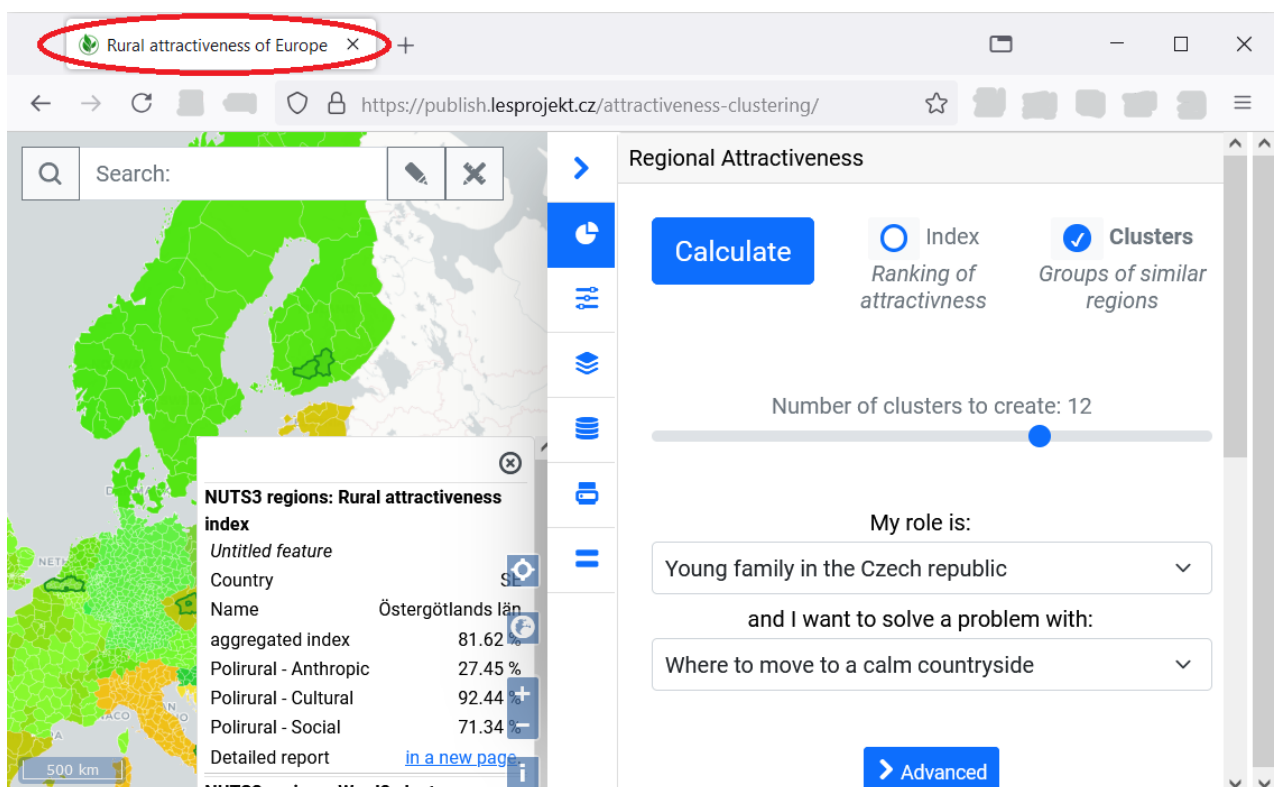 Rural attractiveness of Europe
https://publish.lesprojekt.cz/attractiveness-clustering/
Search:
Regional Attractiveness
Calculate
Index
Ranking of
attractivness
Clusters
Groups of similar
regions
Number of clusters to create: 12
My role is:
Young family in the Czech republic
and I want to solve a problem with:
Where to move to a calm countryside
Advanced
NUTS3 regions: Rural attractiveness
index
Untitled feature
Country SE
Name Östergötlands län
aggregated index 81.62 %
Polirural - Anthropic 27.45 %
Polirural - Cultural 92.44 %
Polirural - Social 71.34 %
Detailed report in a new page.
500 km